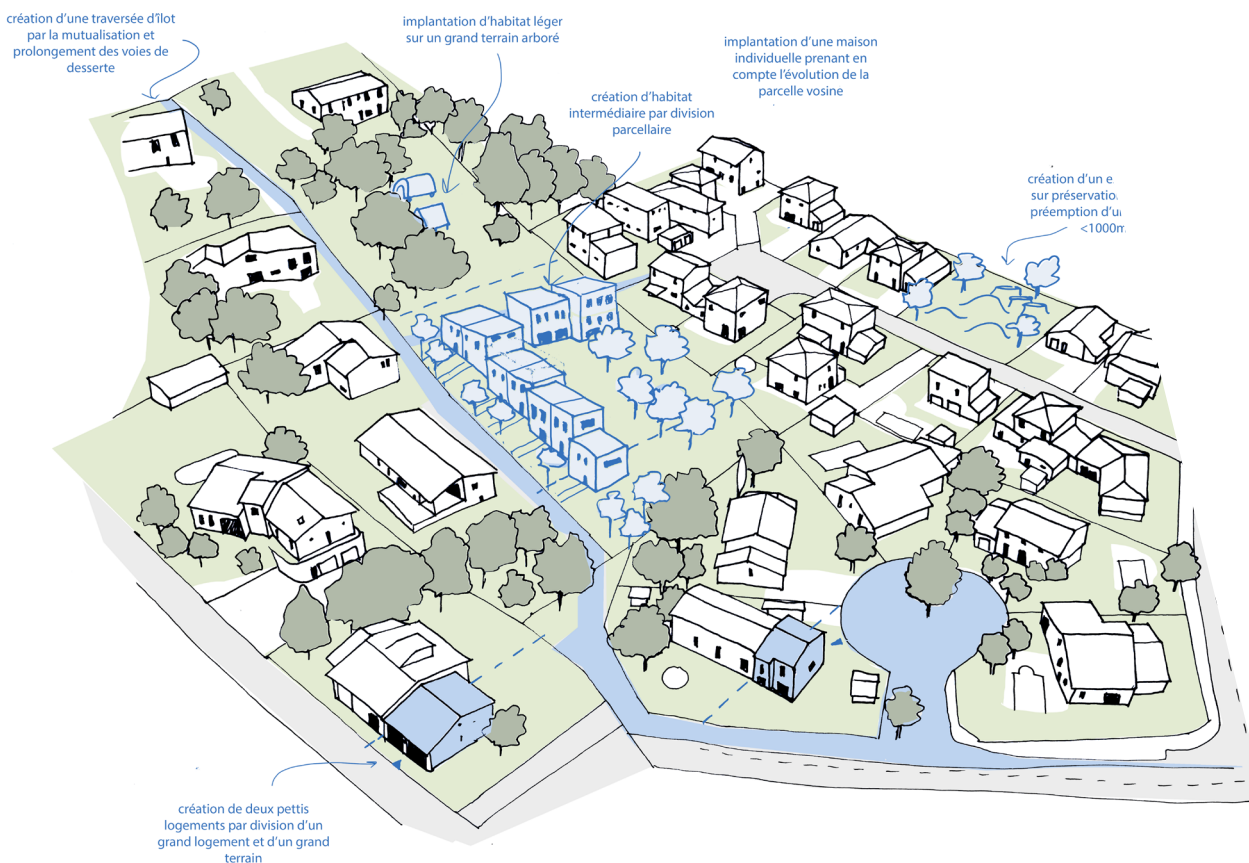 création d'une traversée d'îlot
par la mutualisation et
prolongement des voies de
desserte
implantation d'habitat léger
sur un grand terrain arboré
création d'habitat
intermédiaire par division
parcellaire
implantation d'une maison
individuelle prenant en
compte l'évolution de la
parcelle vosine
création d'un e
sur préservatio
préemption d'u
<1000m
création de deux pettis
logements par division d'un
grand logement et d'un grand
terrain